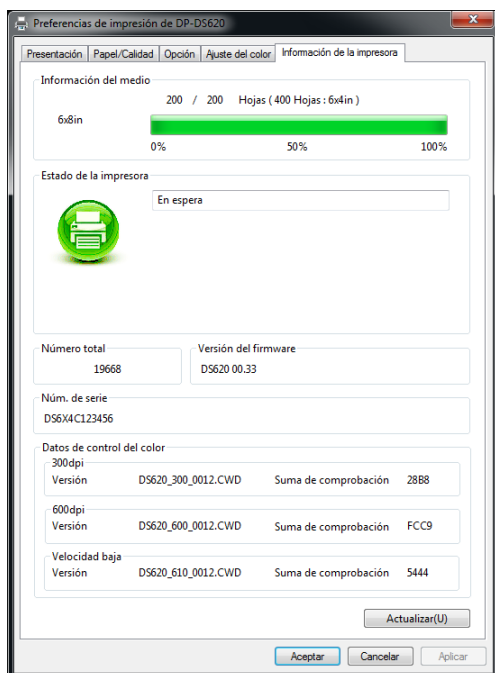 Preferencias de impresión de DP-DS620
Presentación Papel/Calidad Opción Ajuste del color Información de la impresora
Información del medio
200 / 200 Hojas ( 400 Hojas : 6x4in )
6x8in
0% 50% 100%
Estado de la impresora
En espera
Número total Versión del firmware
19668 DS620 00.33
Núm. de serie
DS6X4C123456
Datos de control del color
300dpi
Versión DS620_300_0012.CWD Suma de comprobación 28B8
600dpi
Versión DS620_600_0012.CWD Suma de comprobación FCC9
Velocidad baja
Versión DS620_610_0012.CWD Suma de comprobación 5444
Actualizar(U)
Aceptar Cancelar Aplicar